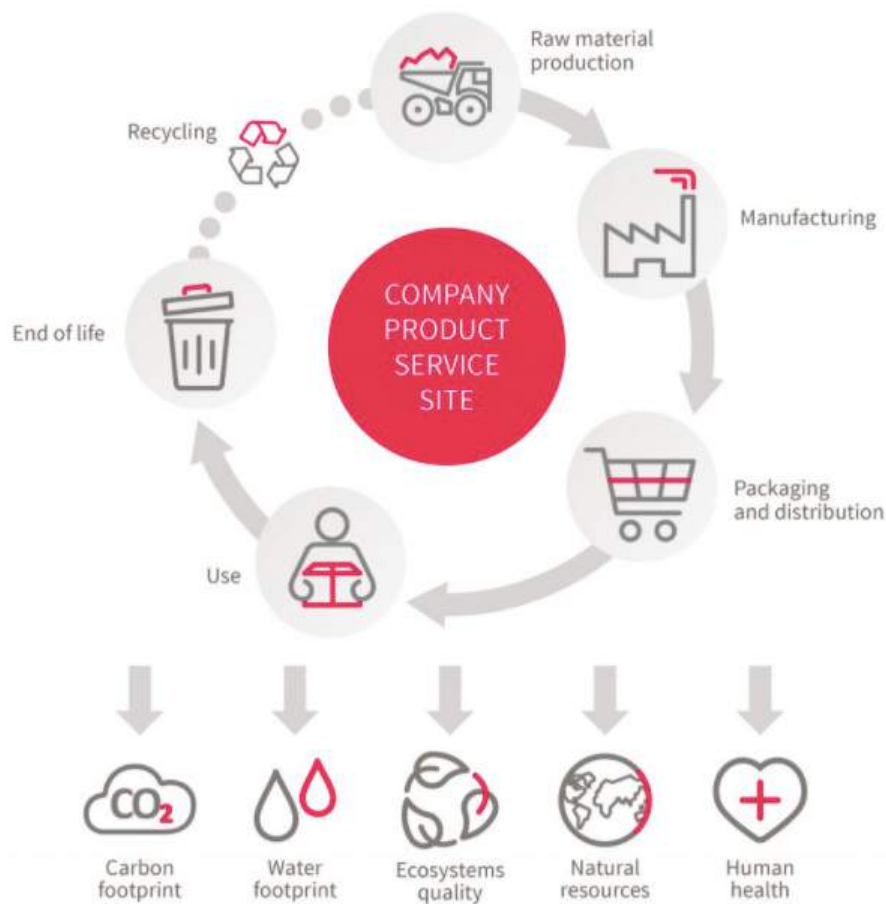 Raw material
production
Recycling
Manufacturing
COMPANY
PRODUCT
SERVICE
SITE
End of life
Packaging
and distribution
Use
CO2
Carbon
footprint
Water
footprint
Ecosystems
quality
Natural
resources
Human
health